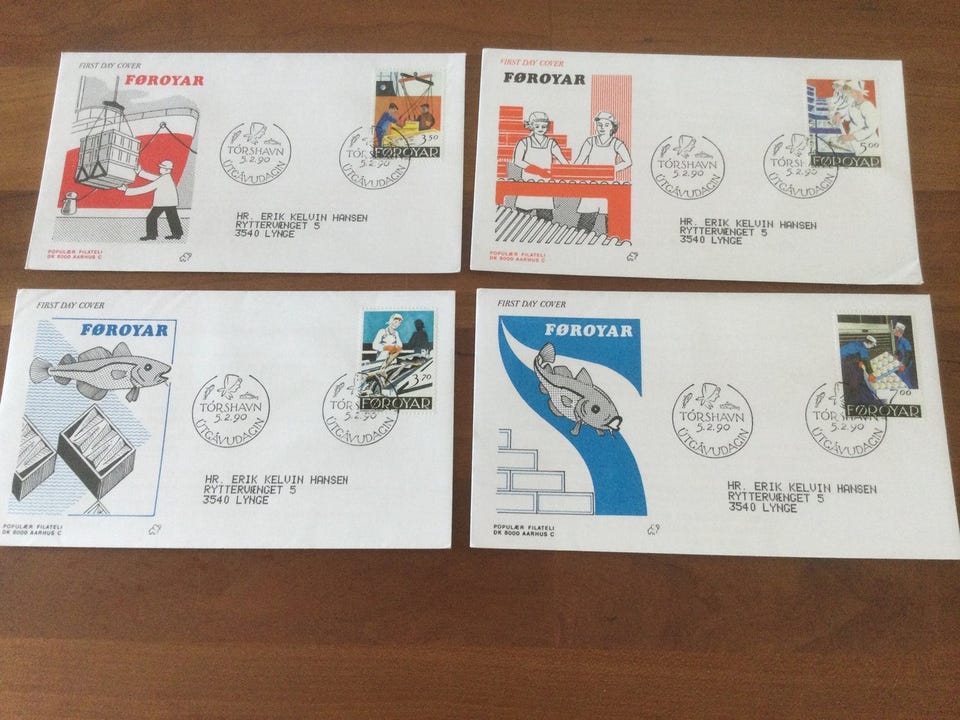 FIRST DAY COVER
FØROYAR
3,50
FØROYAR
TÓRSHAVN
5.2.90
ÚTGÁVUDAGIN
TÓRSH
5.2.90
ÚTGÁVUDAGIN
HR. ERIK KELVIN HANSEN
RYTTERVÆNGET 5
3540 LYNGE
POPULÆR FILATELI
DK 8000 AARHUS C
FIRST DAY COVER
FØROYAR
5,00
FØROYAR
TÓRSHAVN
5.2.90
ÚTGÁVUDAGIN
TÓRSH
5.2.90
ÚTGÁVUDAGIN
HR. ERIK KELVIN HANSEN
RYTTERVÆNGET 5
3540 LYNGE
POPULÆR FILATELI
DK 8000 AARHUS C
FIRST DAY COVER
FØROYAR
3,70
FØROYAR
TÓRSHAVN
5.2.90
ÚTGÁVUDAGIN
TÓRS
5.2.90
ÚTGÁVUDAGIN
HR. ERIK KELVIN HANSEN
RYTTERVÆNGET 5
3540 LYNGE
POPULÆR FILATELI
DK 8000 AARHUS C
FIRST DAY COVER
FØROYAR
7,00
FØROYAR
TÓRSHAVN
5.2.90
ÚTGÁVUDAGIN
TÓRSHAVN
5.2.90
ÚTGÁVUDAGIN
HR. ERIK KELVIN HANSEN
RYTTERVÆNGET 5
3540 LYNGE
POPULÆR FILATELI
DK 8000 AARHUS C